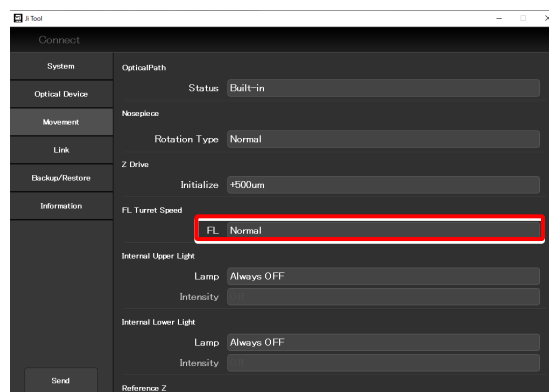 Ji Tool
Connect
System
Optical Device
Movement
Link
Backup/Restore
Information
Send
OpticalPath
Status Built-in
Nosepiece
Rotation Type Normal
Z Drive
Initialize +500um
FL Turret Speed
FL Normal
Internal Upper Light
Lamp Always OFF
Intensity
Internal Lower Light
Lamp Always OFF
Intensity
Reference Z